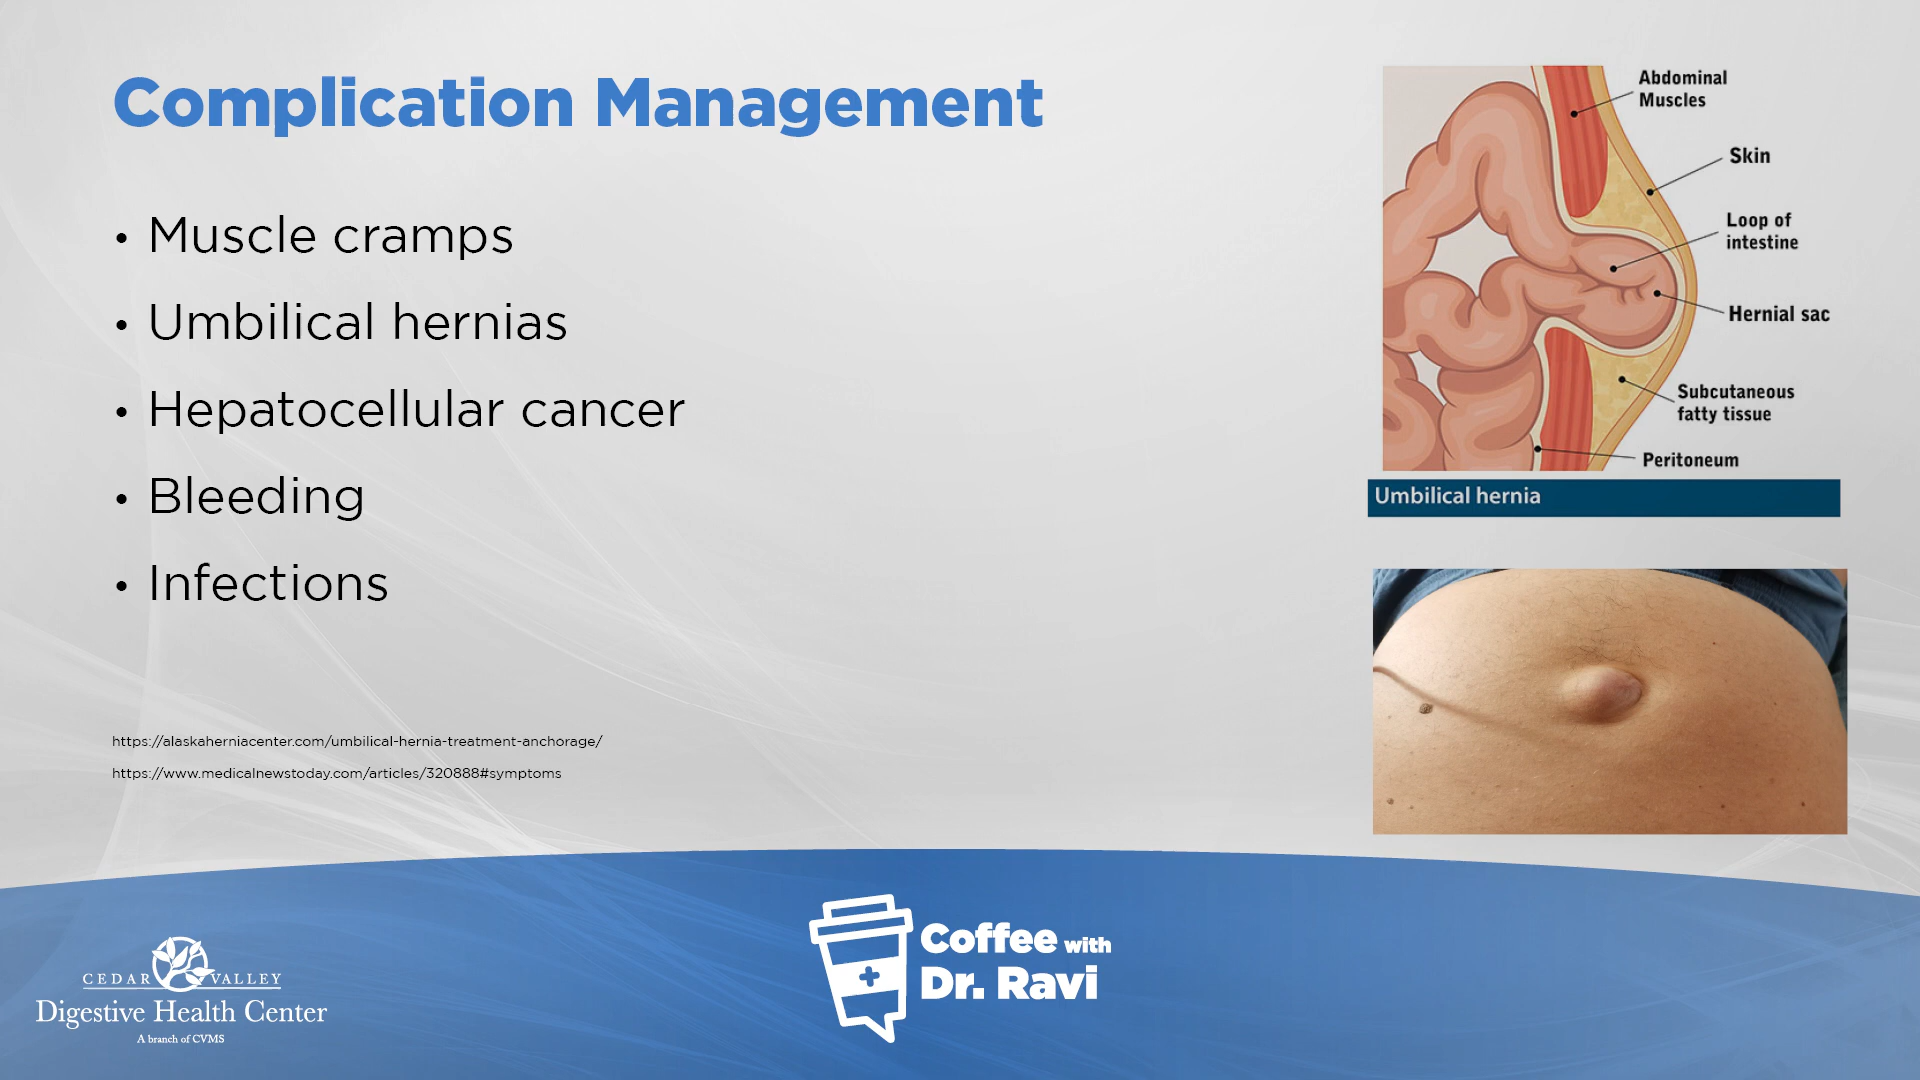 Complication Management
• Muscle cramps
• Umbilical hernias
• Hepatocellular cancer
• Bleeding
• Infections
https://alaskaherniacenter.com/umbilical-hernia-treatment-anchorage/
https://www.medicalnewstoday.com/articles/320888#symptoms
Abdominal
Muscles
Skin
Loop of
intestine
Hernial sac
Subcutaneous
fatty tissue
Peritoneum
Umbilical hernia
CEDAR VALLEY
Digestive Health Center
A branch of CVMS
Coffee with
Dr. Ravi